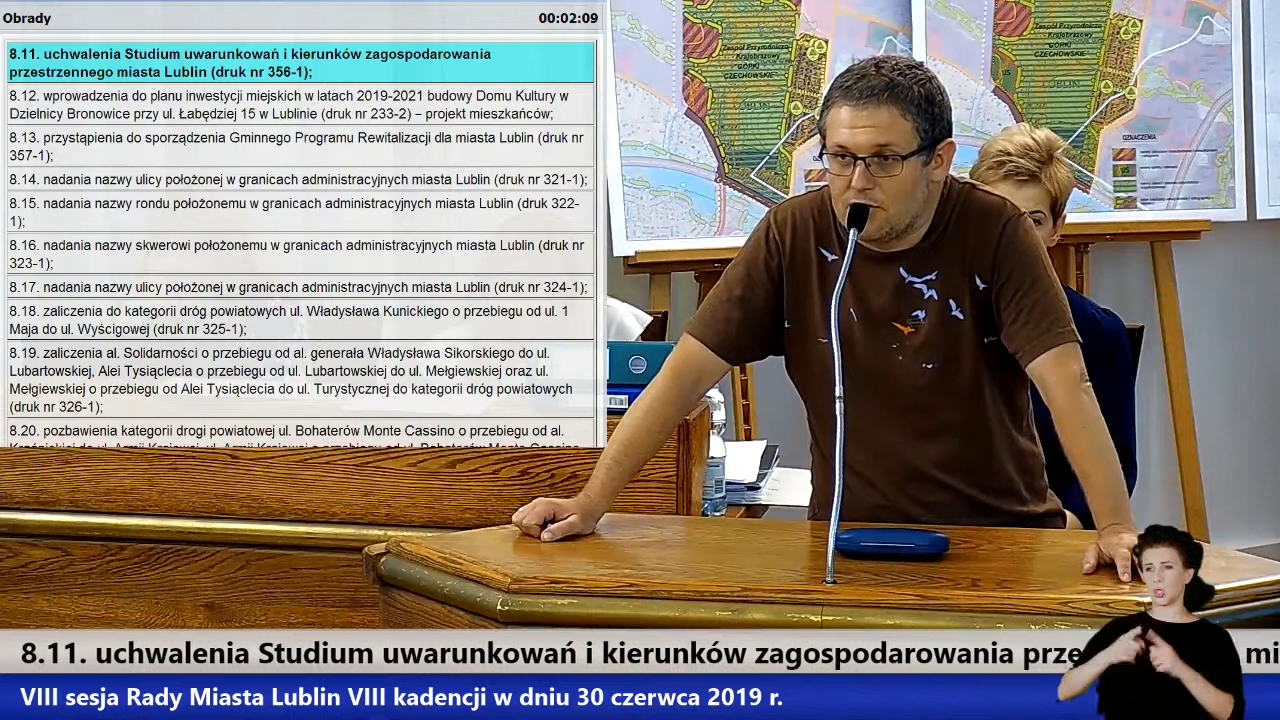 Obrady
00:02:09
8.11. uchwalenia Studium uwarunkowań i kierunków zagospodarowania
przestrzennego miasta Lublin (druk nr 356-1);
8.12. wprowadzenia do planu inwestycji miejskich w latach 2019-2021 budowy Domu Kultury w
Dzielnicy Bronowice przy ul. Łabędziej 15 w Lublinie (druk nr 233-2) – projekt mieszkańców;
8.13. przystąpienia do sporządzenia Gminnego Programu Rewitalizacji dla miasta Lublin (druk nr
357-1);
8.14. nadania nazwy ulicy położonej w granicach administracyjnych miasta Lublin (druk nr 321-1);
8.15. nadania nazwy rondu położonemu w granicach administracyjnych miasta Lublin (druk 322-
1);
8.16. nadania nazwy skwerowi położonemu w granicach administracyjnych miasta Lublin (druk nr
323-1);
8.17. nadania nazwy ulicy położonej w granicach administracyjnych miasta Lublin (druk nr 324-1);
8.18. zaliczenia do kategorii dróg powiatowych ul. Władysława Kunickiego o przebiegu od ul. 1
Maja do ul. Wyścigowej (druk nr 325-1);
8.19. zaliczenia al. Solidarności o przebiegu od al. generała Władysława Sikorskiego do ul.
Lubartowskiej, Alei Tysiąclecia o przebiegu od ul. Lubartowskiej do ul. Mełgiewskiej oraz ul.
Mełgiewskiej o przebiegu od Alei Tysiąclecia do ul. Turystycznej do kategorii dróg powiatowych
(druk nr 326-1);
8.20. pozbawienia kategorii drogi powiatowej ul. Bohaterów Monte Cassino o przebiegu od al.
Zespół Przyrodniczo
Krajobrazowy
"GÓRKI
CZECHOWSKIE"
Zespół Przyrodniczo
Krajobrazowy
"GÓRKI
CZECHOWSKIE"
OZNACZENIA:
8.11. uchwalenia Studium uwarunkowań i kierunków zagospodarowania prze
mi
VIII sesja Rady Miasta Lublin VIII kadencji w dniu 30 czerwca 2019 r.